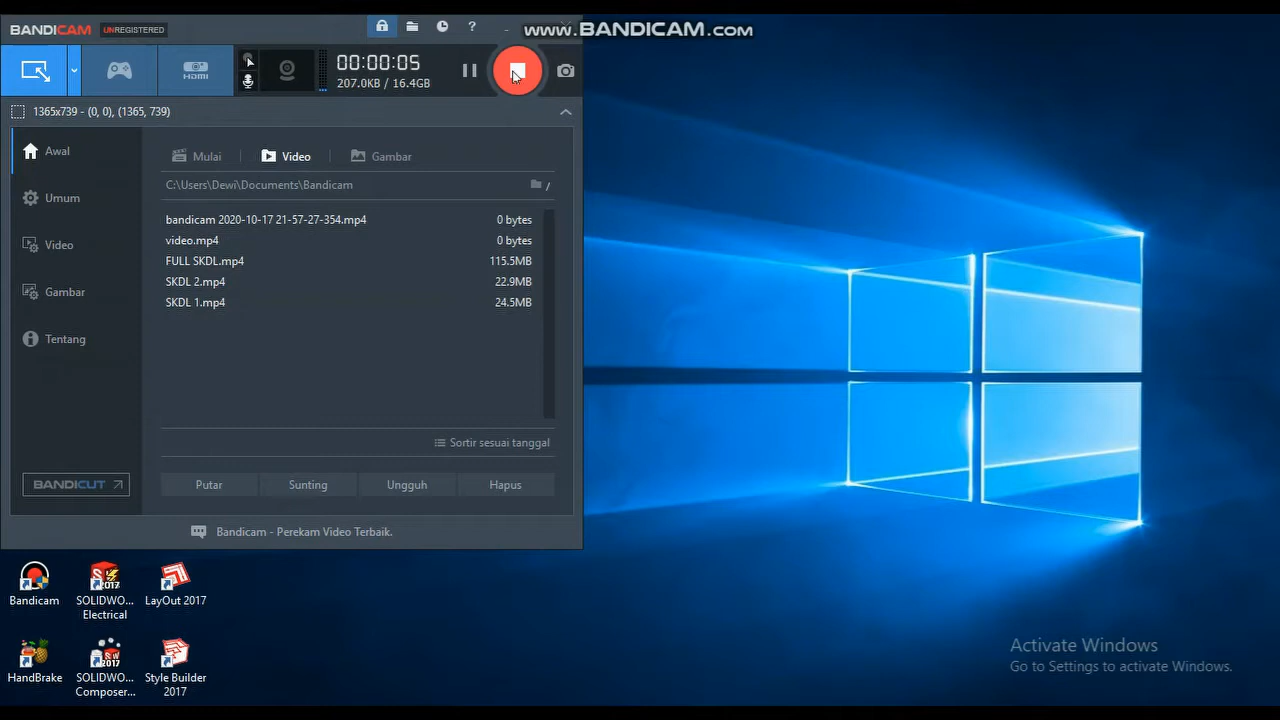 BANDICAM UNREGISTERED
?
www.BANDICAM.com
HDMI
00:00:05
207.0KB / 16.4GB
1365x739 - (0, 0), (1365, 739)
Awal
Umum
Video
Gambar
Tentang
BANDICUT
Mulai
Video
Gambar
C:\Users\Dewi\Documents\Bandicam
bandicam 2020-10-17 21-57-27-354.mp4 0 bytes
video.mp4 0 bytes
FULL SKDL.mp4 115.5MB
SKDL 2.mp4 22.9MB
SKDL 1.mp4 24.5MB
Sortir sesuai tanggal
Putar Sunting Ungguh Hapus
Bandicam - Perekam Video Terbaik.
Bandicam
SOLIDWO...
Electrical
LayOut 2017
HandBrake
SOLIDWO...
Composer...
Style Builder
2017
Activate Windows
Go to Settings to activate Windows.